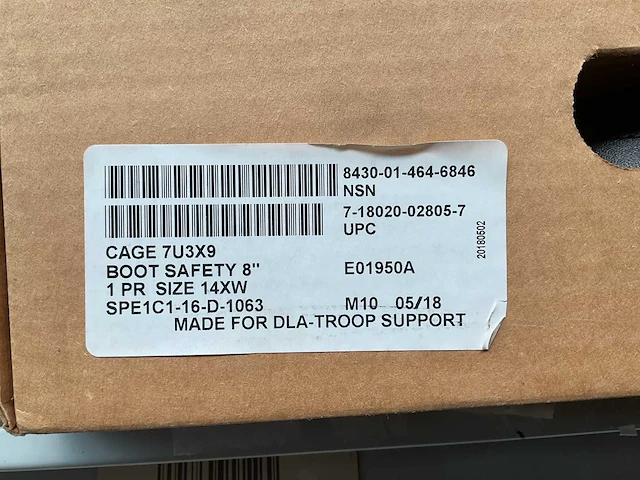 8430-01-464-6846
NSN
7-18020-02805-7
UPC
20180502
CAGE 7U3X9
BOOT SAFETY 8" E01950A
1 PR SIZE 14XW
SPE1C1-16-D-1063 M10 05/18
MADE FOR DLA-TROOP SUPPORT